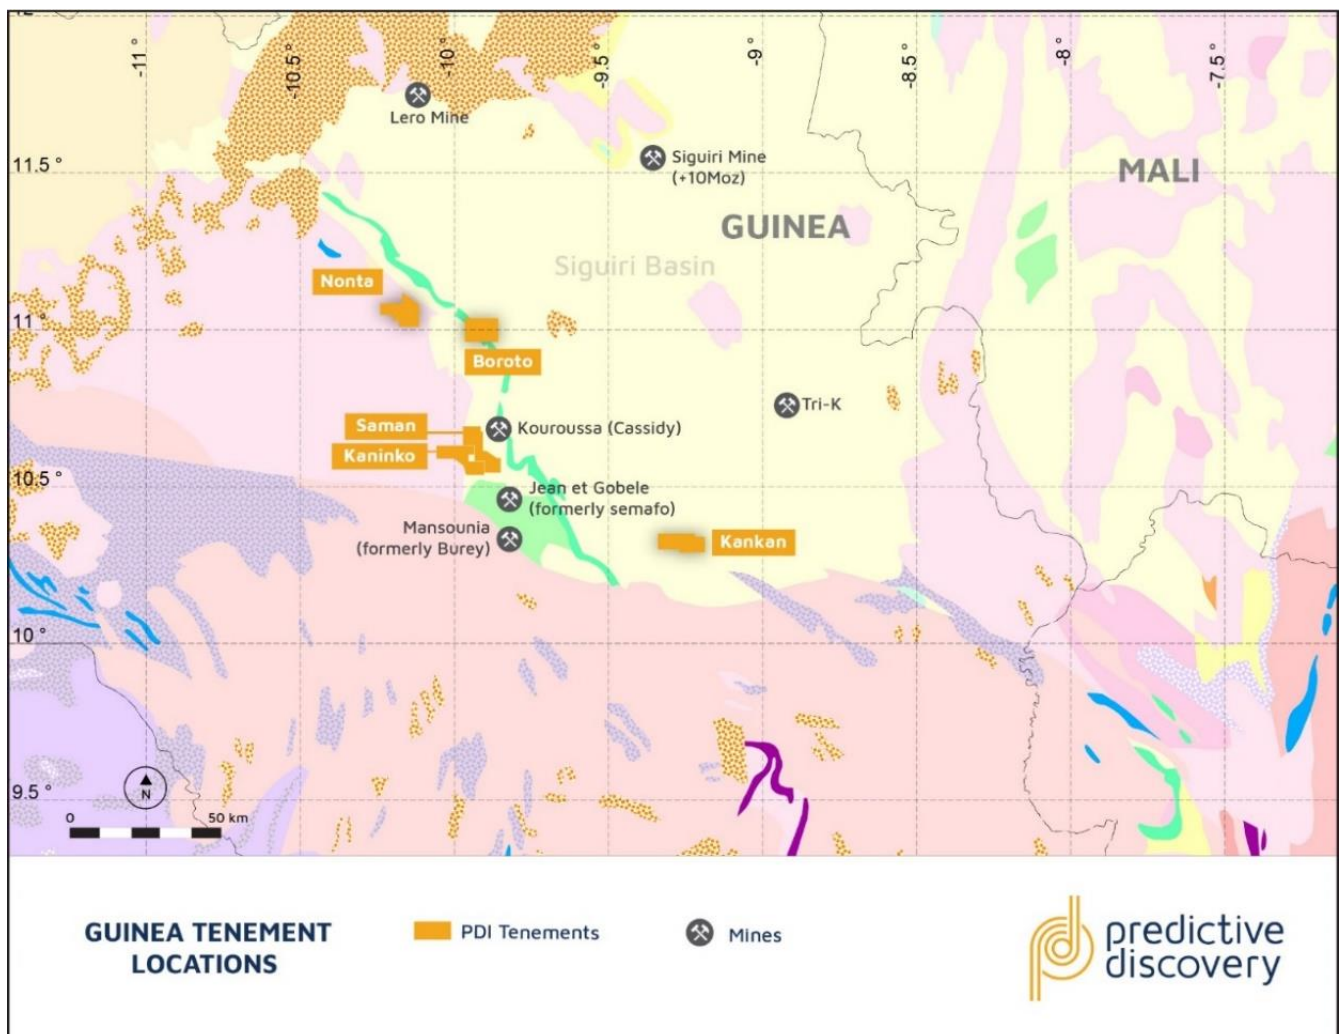 -11 °
-10.5 °
-10 °
-9.5 °
-9 °
-8.5 °
-8 °
-7.5 °
Lero Mine
11.5 °
Siguiri Mine
(+10Moz)
MALI
GUINEA
Siguiri Basin
Nonta
11 °
Boroto
Tri-K
Saman
Kouroussa (Cassidy)
Kaninko
10.5 °
Jean et Gobele
(formerly semafo)
Mansounia
(formerly Burey)
Kankan
10 °
9.5 °
N
0
50 km
GUINEA TENEMENT
LOCATIONS
PDI Tenements
Mines
predictive
discovery